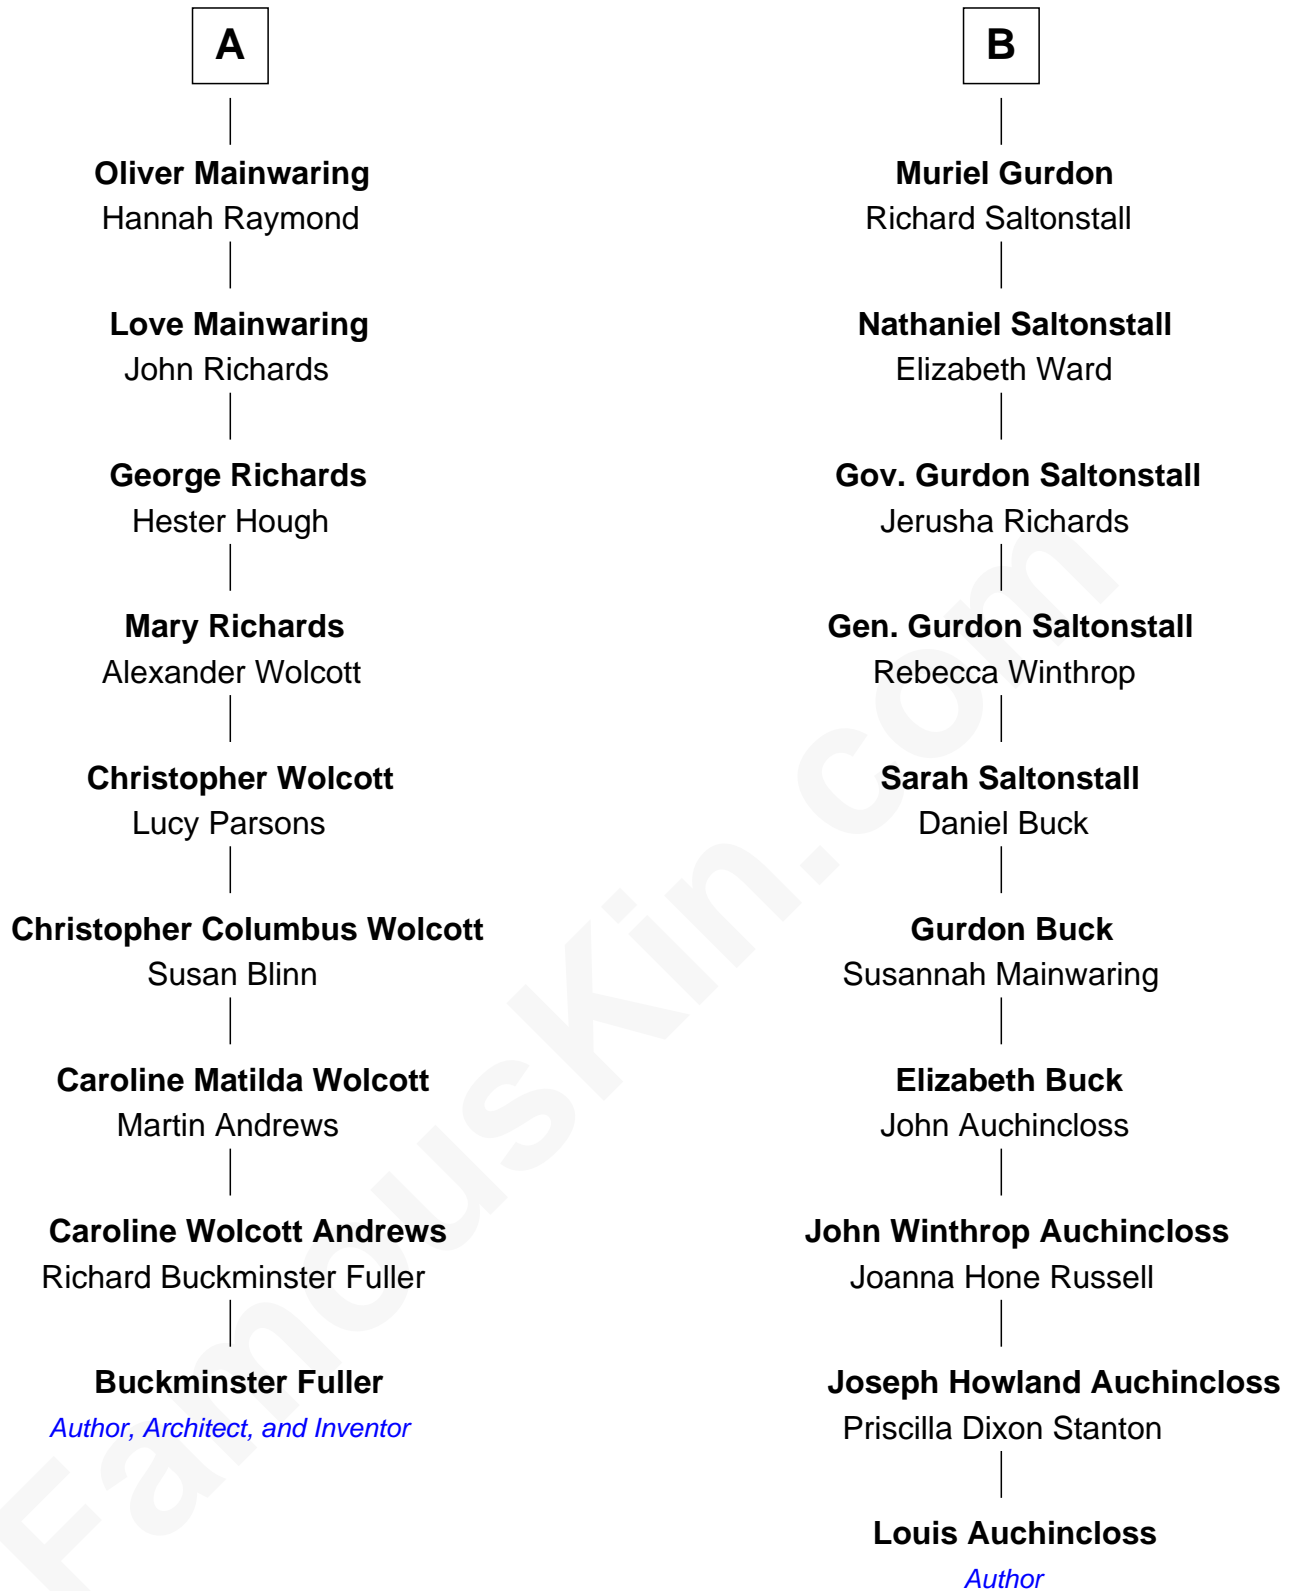 A
Oliver Mainwaring
Hannah Raymond
Love Mainwaring
John Richards
George Richards
Hester Hough
Mary Richards
Alexander Wolcott
Christopher Wolcott
Lucy Parsons
Christopher Columbus Wolcott
Susan Blinn
Caroline Matilda Wolcott
Martin Andrews
Caroline Wolcott Andrews
Richard Buckminster Fuller
Buckminster Fuller
Author, Architect, and Inventor
B
Muriel Gurdon
Richard Saltonstall
Nathaniel Saltonstall
Elizabeth Ward
Gov. Gurdon Saltonstall
Jerusha Richards
Gen. Gurdon Saltonstall
Rebecca Winthrop
Sarah Saltonstall
Daniel Buck
Gurdon Buck
Susannah Mainwaring
Elizabeth Buck
John Auchincloss
John Winthrop Auchincloss
Joanna Hone Russell
Joseph Howland Auchincloss
Priscilla Dixon Stanton
Louis Auchincloss
Author
FamousKin.com